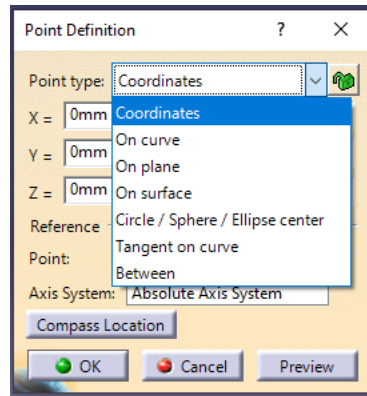 Point Definition ? ×
Point type: Coordinates
Coordinates
On curve
On plane
On surface
Circle / Sphere / Ellipse center
Tangent on curve
Between
X = 0mm
Y = 0mm
Z = 0mm
Reference
Point:
Axis System: Absolute Axis System
Compass Location
OK Cancel Preview